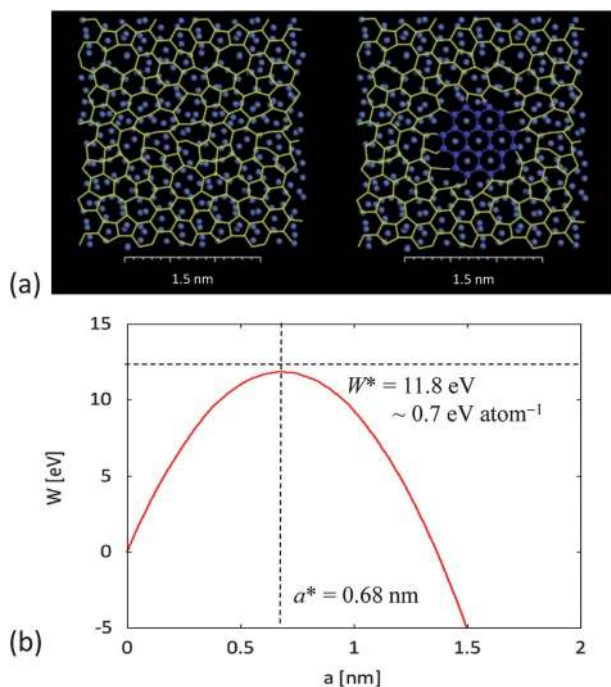 1.5 nm
1.5 nm
(a)
15
10
5
0
-5
W [eV]
W* = 11.8 eV
~ 0.7 eV atom⁻¹
a* = 0.68 nm
0
0.5
1
1.5
2
(b)
a [nm]